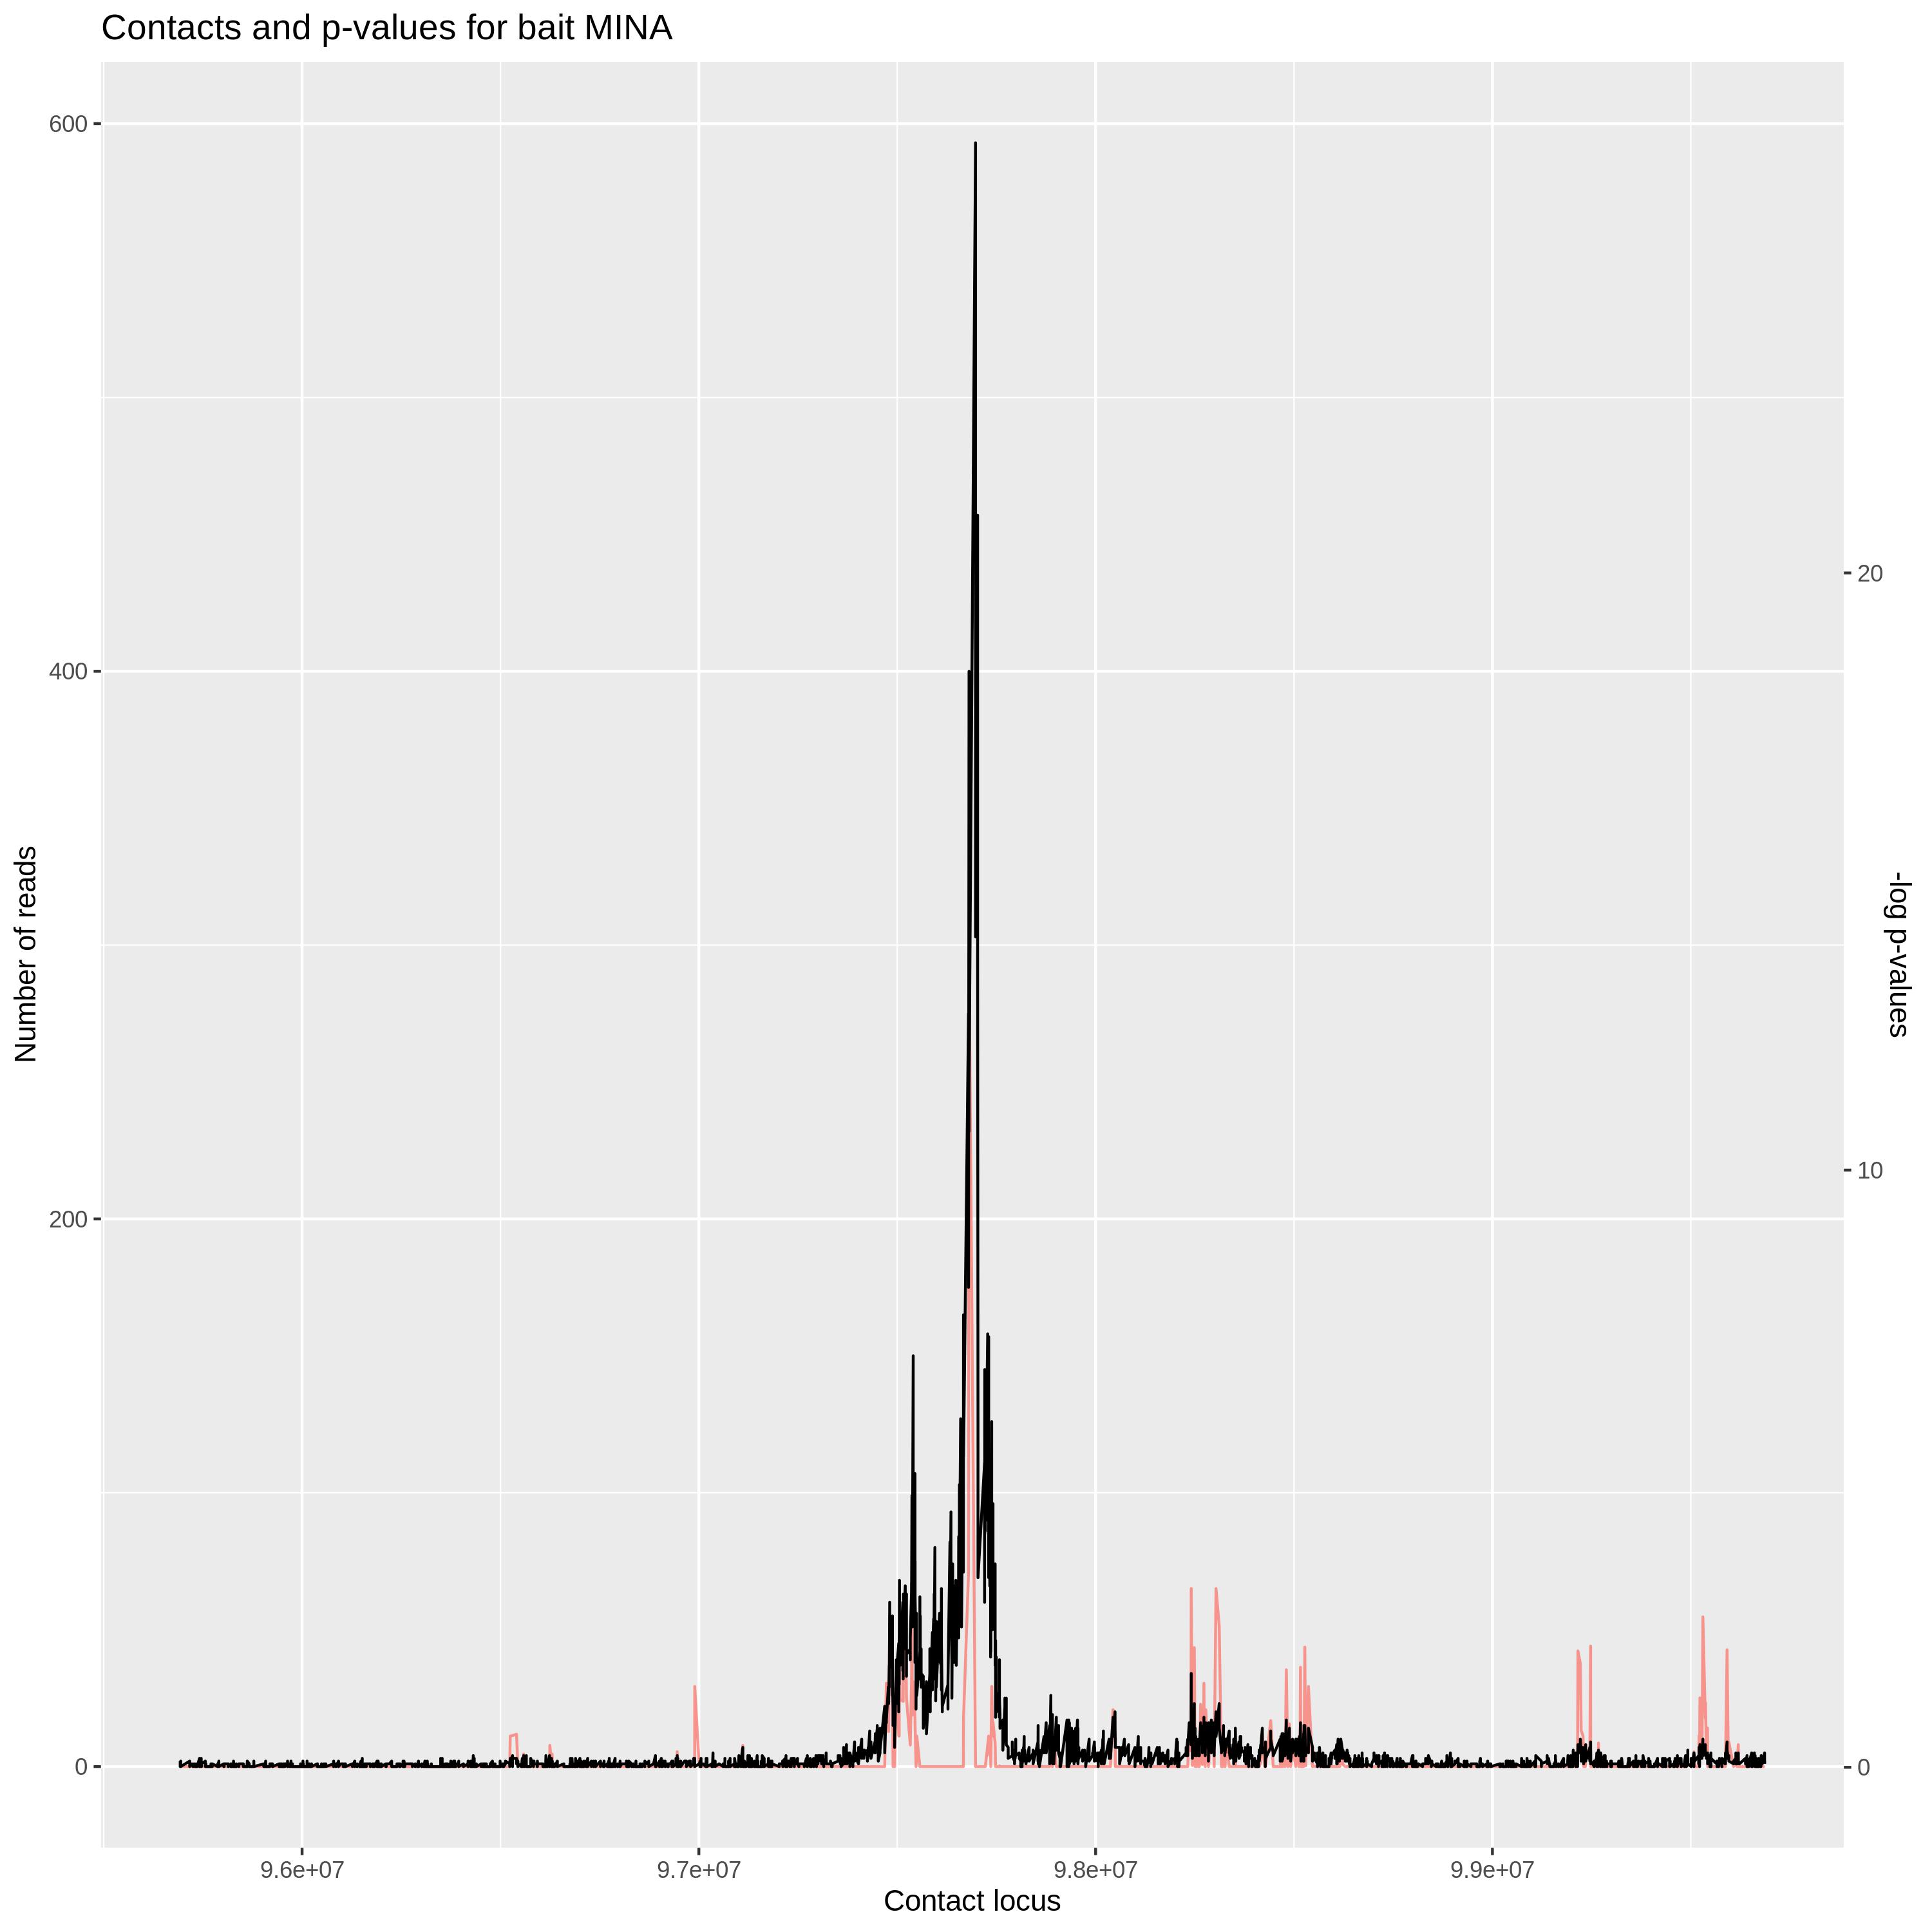 Contacts and p-values for bait MINA
600
400
200
0
Number of reads
20
10
0
-log p-values
9.6e+07
9.7e+07
9.8e+07
9.9e+07
Contact locus